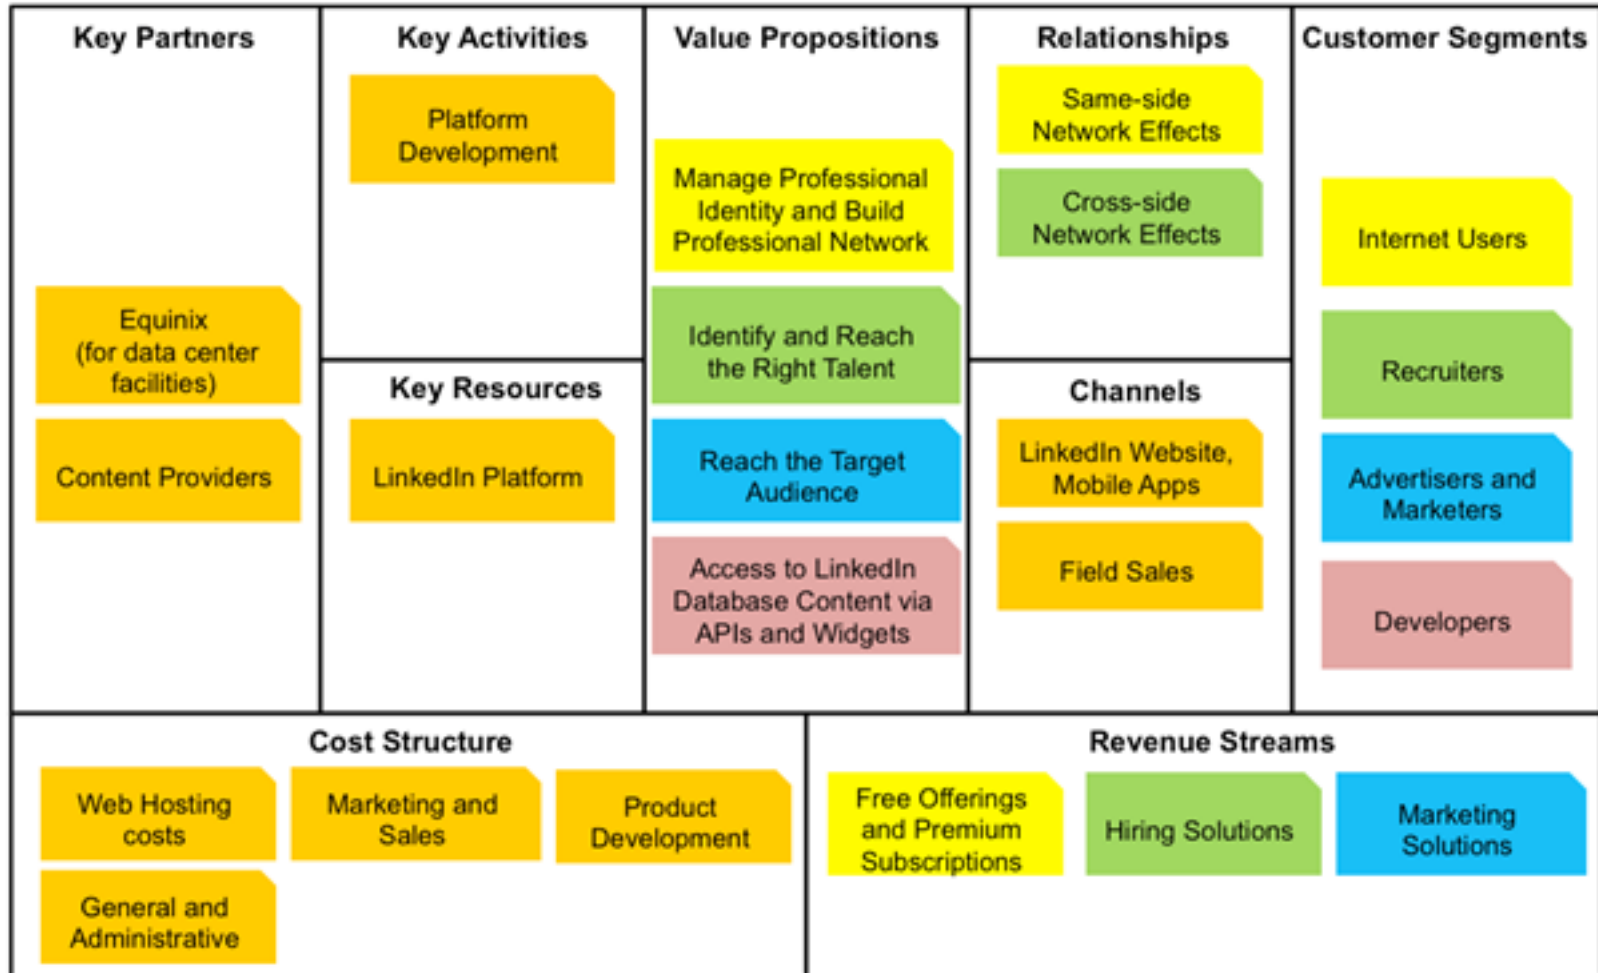 Key Partners
Equinix
(for data center
facilities)
Content Providers
Key Activities
Platform
Development
Key Resources
LinkedIn Platform
Value Propositions
Manage Professional
Identity and Build
Professional Network
Identify and Reach
the Right Talent
Reach the Target
Audience
Access to LinkedIn
Database Content via
APIs and Widgets
Relationships
Same-side
Network Effects
Cross-side
Network Effects
Channels
LinkedIn Website,
Mobile Apps
Field Sales
Customer Segments
Internet Users
Recruiters
Advertisers and
Marketers
Developers
Cost Structure
Web Hosting
costs
Marketing and
Sales
Product
Development
General and
Administrative
Revenue Streams
Free Offerings
and Premium
Subscriptions
Hiring Solutions
Marketing
Solutions